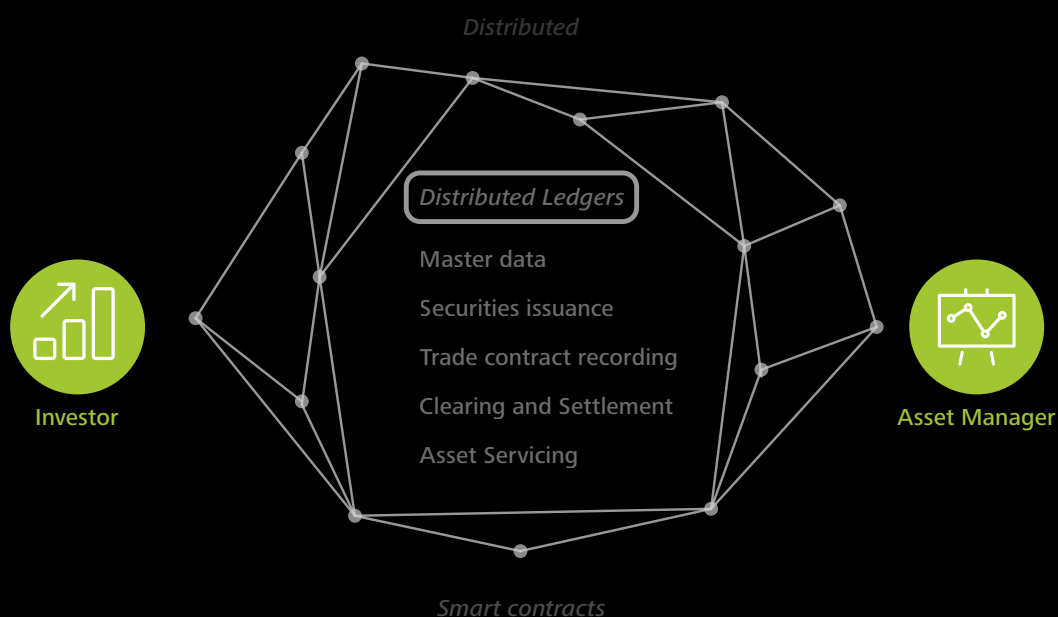 Distributed
Distributed Ledgers
Master data
Securities issuance
Trade contract recording
Clearing and Settlement
Asset Servicing
Investor
Asset Manager
Smart contracts